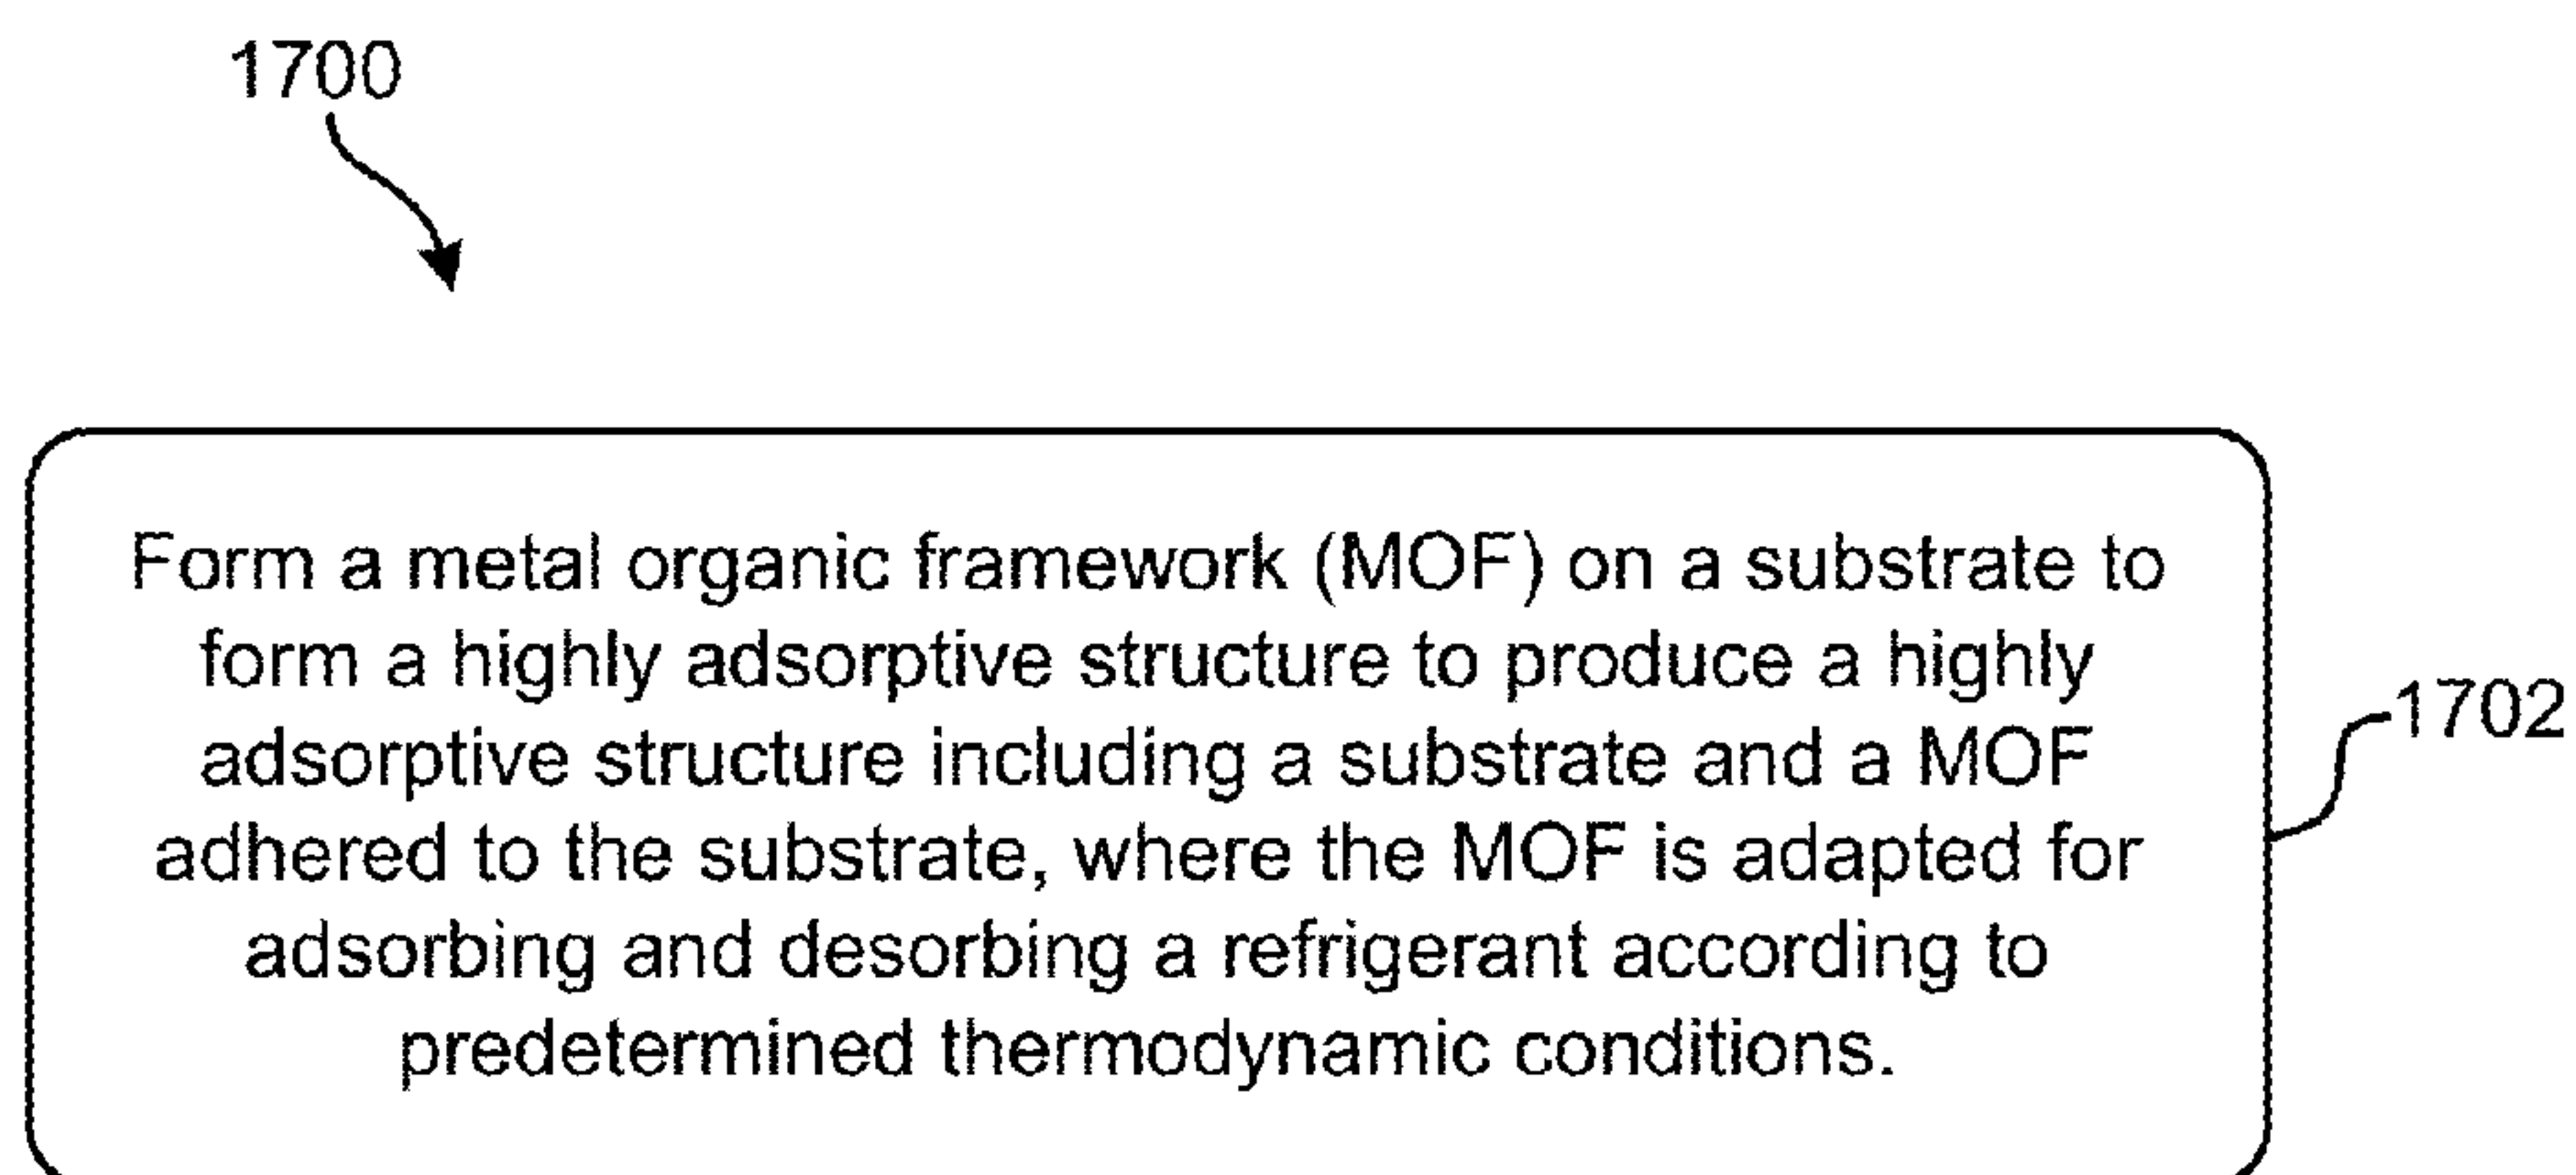 1700
Form a metal organic framework (MOF) on a substrate to
form a highly adsorptive structure to produce a highly
adsorptive structure including a substrate and a MOF
adhered to the substrate, where the MOF is adapted for
adsorbing and desorbing a refrigerant according to
predetermined thermodynamic conditions.
1702